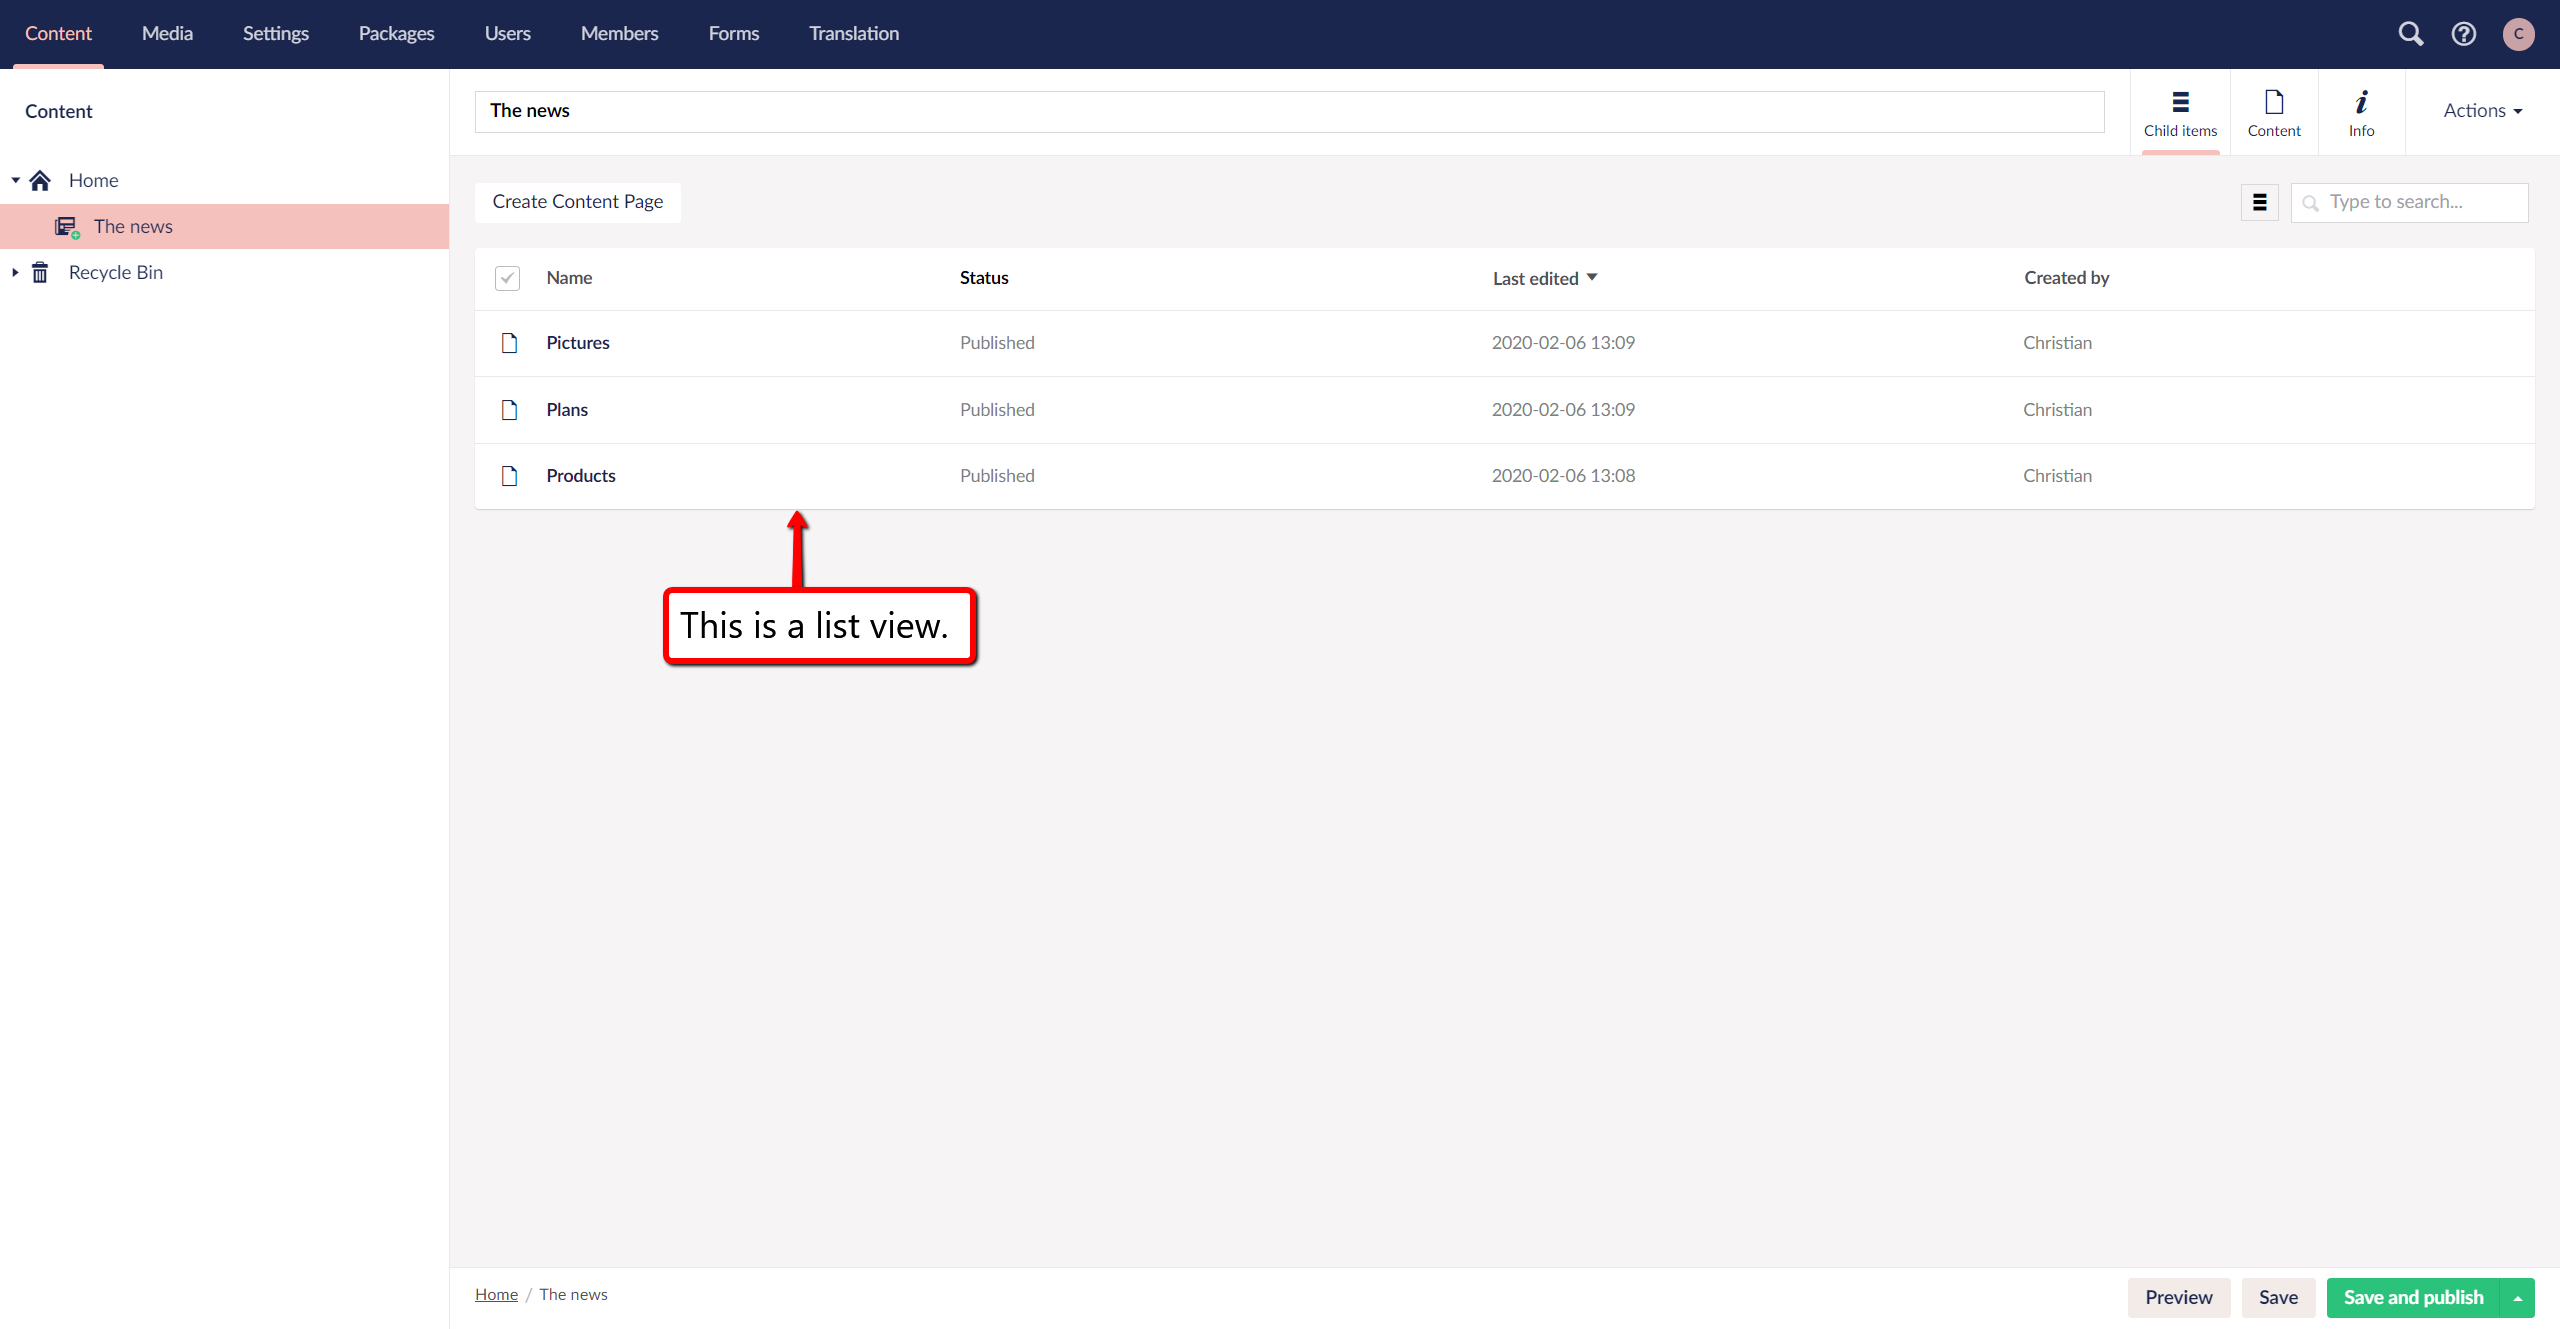 Content Media Settings Packages Users Members Forms Translation C
Content
Home
The news
Recycle Bin
The news
Child items Content Info Actions
Create Content Page Type to search...
Name Status Last edited Created by
Pictures Published 2020-02-06 13:09 Christian
Plans Published 2020-02-06 13:09 Christian
Products Published 2020-02-06 13:08 Christian
This is a list view.
Home / The news Preview Save Save and publish